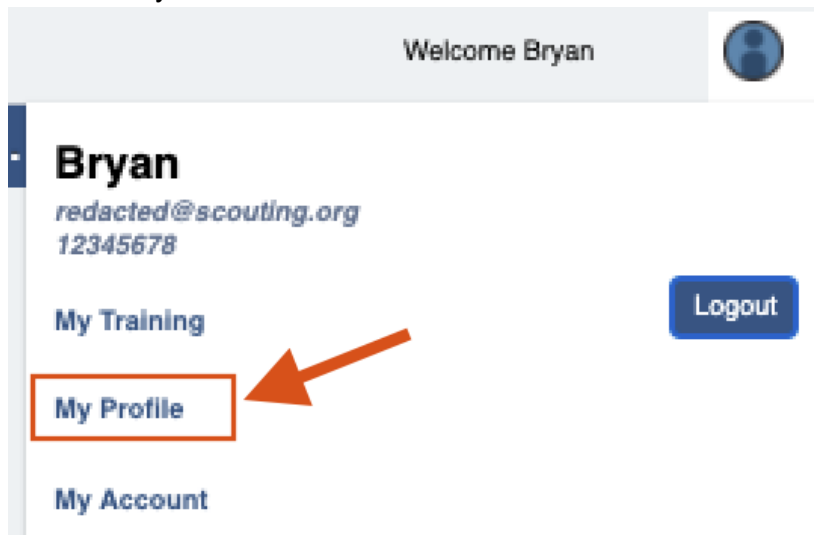 Welcome Bryan
Bryan
redacted@scouting.org
12345678
Logout
My Training
My Profile
My Account